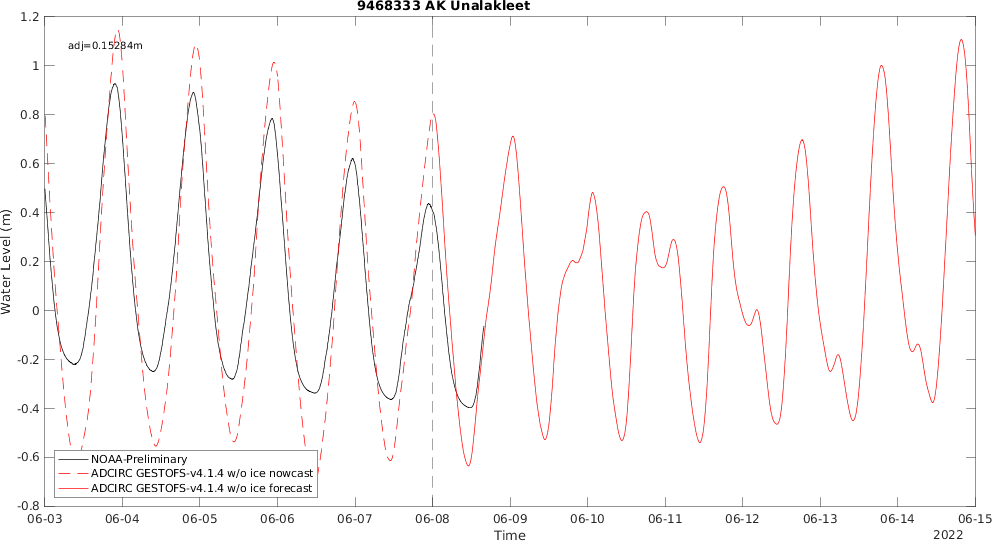 9468333 AK Unalakleet
adj=0.15284m
Water Level (m)
1.2
1
0.8
0.6
0.4
0.2
0
-0.2
-0.4
-0.6
-0.8
NOAA-Preliminary
ADCIRC GESTOFS-v4.1.4 w/o ice nowcast
ADCIRC GESTOFS-v4.1.4 w/o ice forecast
06-03 06-04 06-05 06-06 06-07 06-08 06-09 06-10 06-11 06-12 06-13 06-14 06-15
Time
2022